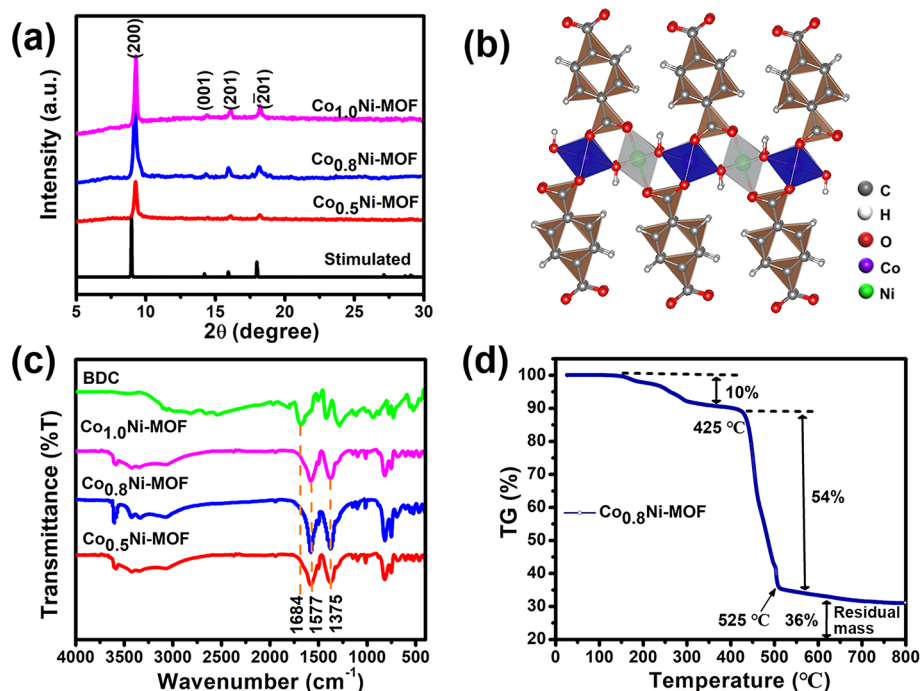 (a)
(200)
(001)
(201)
(201)
Co1.0Ni-MOF
Co0.8Ni-MOF
Co0.5Ni-MOF
Stimulated
Intensity (a.u.)
5 10 15 20 25 30
2θ (degree)
(b)
C
H
O
Co
Ni
(c)
BDC
Co1.0Ni-MOF
Co0.8Ni-MOF
Co0.5Ni-MOF
1684
1577
1375
Transmittance (%T)
4000 3500 3000 2500 2000 1500 1000 500
Wavenumber (cm-1)
(d)
100
90
80
70
60
50
40
30
20
TG (%)
10%
425 ℃
54%
Co0.8Ni-MOF
525 ℃
36%
Residual
mass
0 100 200 300 400 500 600 700 800
Temperature (℃)